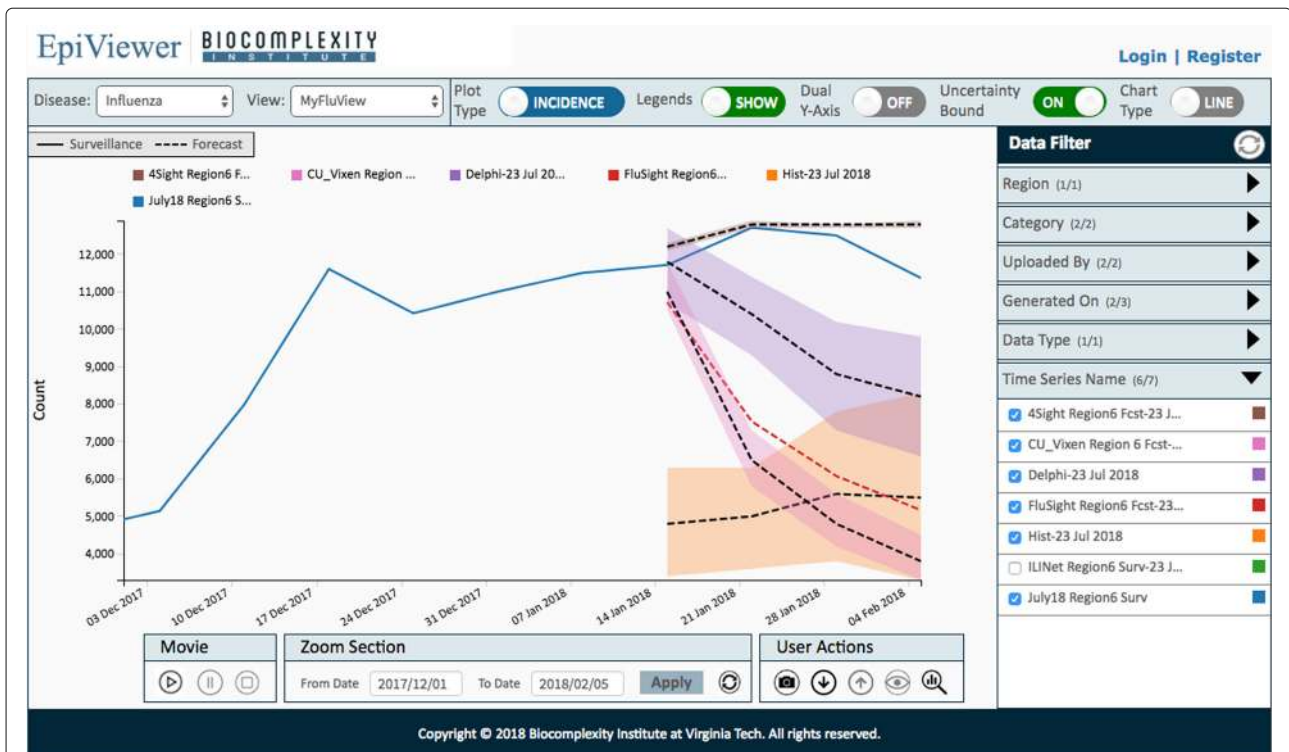 EpiViewer BIOCOMPLEXITY
INSTITUTE
Login | Register
Disease: Influenza View: MyFluView Plot Type INCIDENCE Legends SHOW Dual Y-Axis OFF Uncertainty Bound ON Chart Type LINE
Surveillance Forecast
4Sight Region6 F... CU_Vixen Region ... Delphi-23 Jul 20... FluSight Region6... Hist-23 Jul 2018
July18 Region6 S...
Count
12,000
11,000
10,000
9,000
8,000
7,000
6,000
5,000
4,000
03 Dec 2017 10 Dec 2017 17 Dec 2017 24 Dec 2017 31 Dec 2017 07 Jan 2018 14 Jan 2018 21 Jan 2018 28 Jan 2018 04 Feb 2018
Data Filter
Region (1/1)
Category (2/2)
Uploaded By (2/2)
Generated On (2/3)
Data Type (1/1)
Time Series Name (6/7)
4Sight Region6 Fcst-23 J...
CU_Vixen Region 6 Fcst-...
Delphi-23 Jul 2018
FluSight Region6 Fcst-23...
Hist-23 Jul 2018
ILINet Region6 Surv-23 J...
July18 Region6 Surv
Movie
Zoom Section
From Date 2017/12/01 To Date 2018/02/05 Apply
User Actions
Copyright © 2018 Biocomplexity Institute at Virginia Tech. All rights reserved.